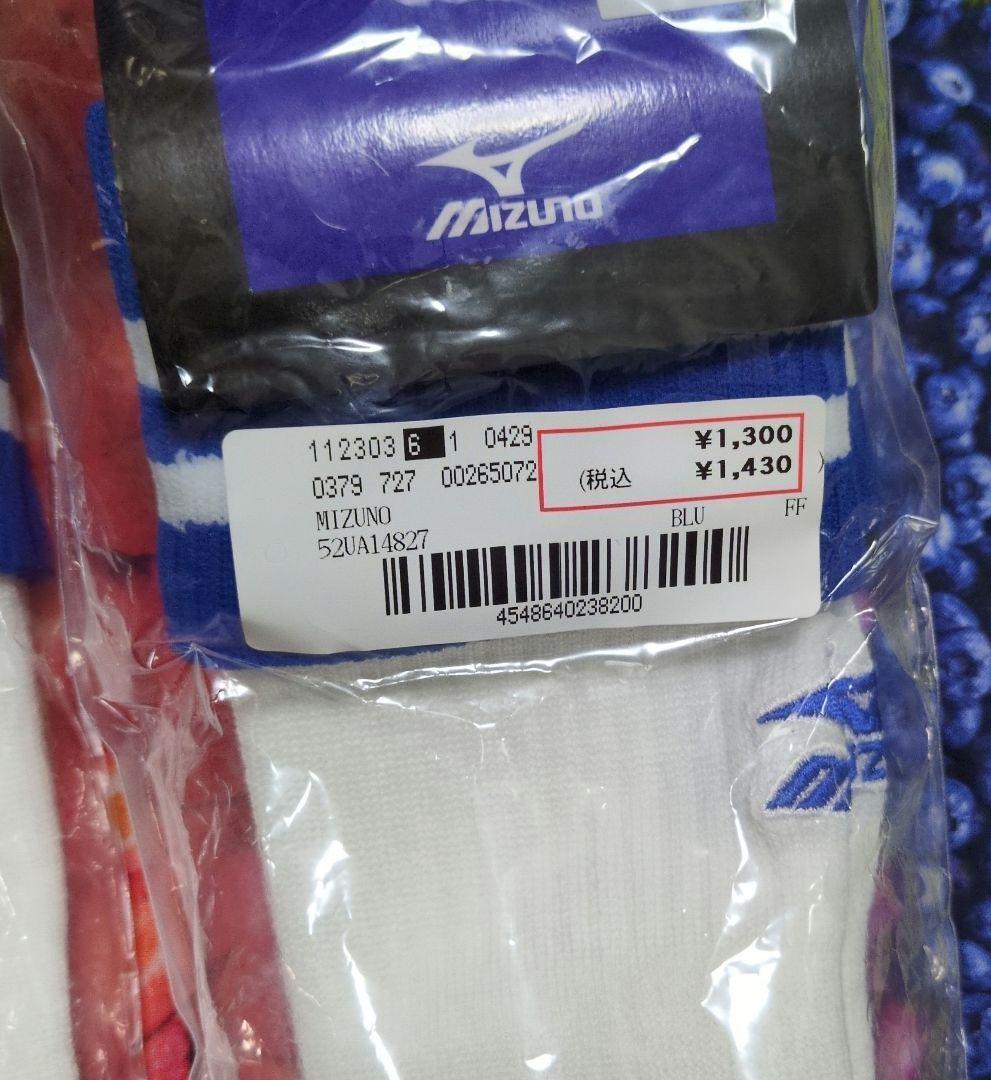 MIZUNO
112303 6 1 0429
¥1,300
0379 727 00265072
(税込 ¥1,430 )
MIZUNO
BLU FF
52UA14827
4548640238200
MIZ